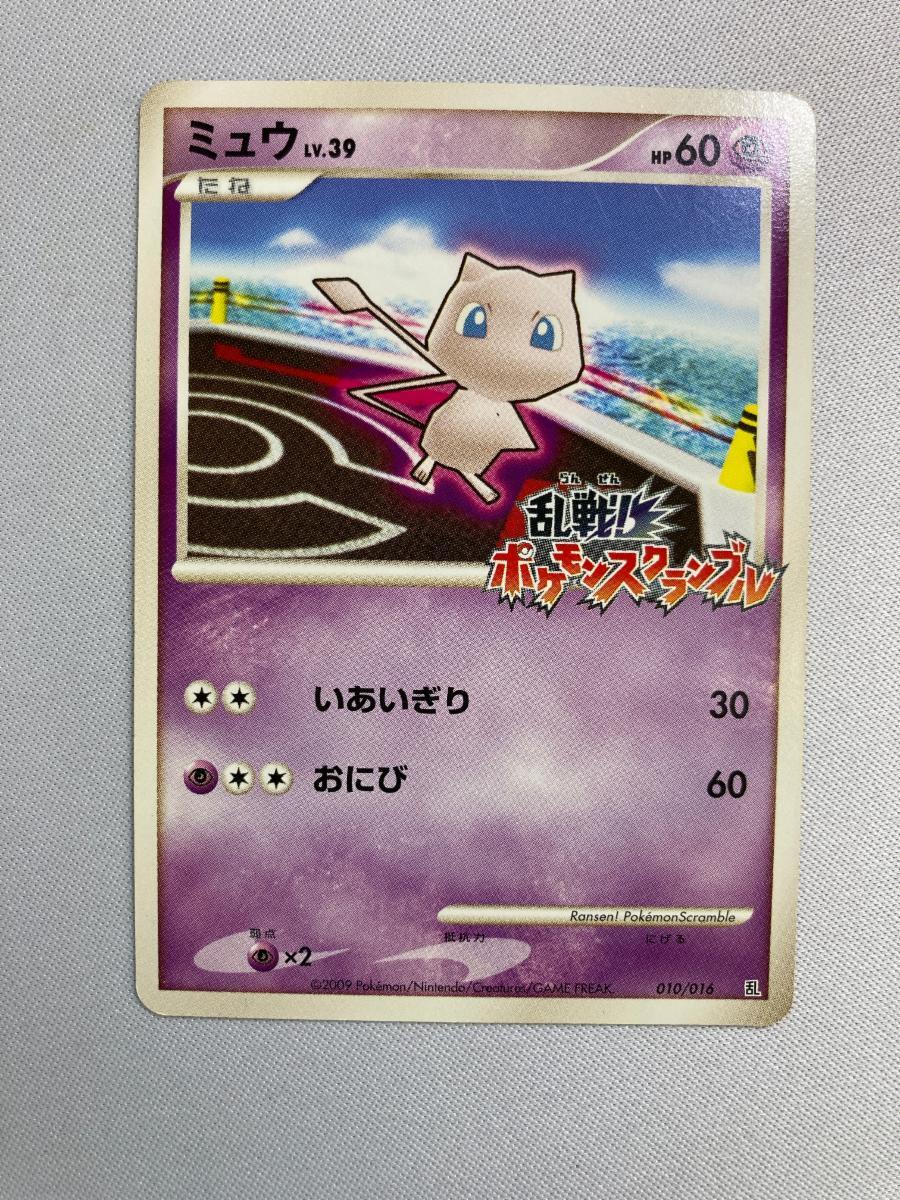 ミュウ LV.39 HP60
たね
らんせん
乱戦!
ポケモンスクランブル
いあいぎり 30
おにび 60
Ransen! PokémonScramble
弱点 抵抗力 にげる
×2
©2009 Pokémon/Nintendo/Creatures/GAME FREAK. 010/016 乱